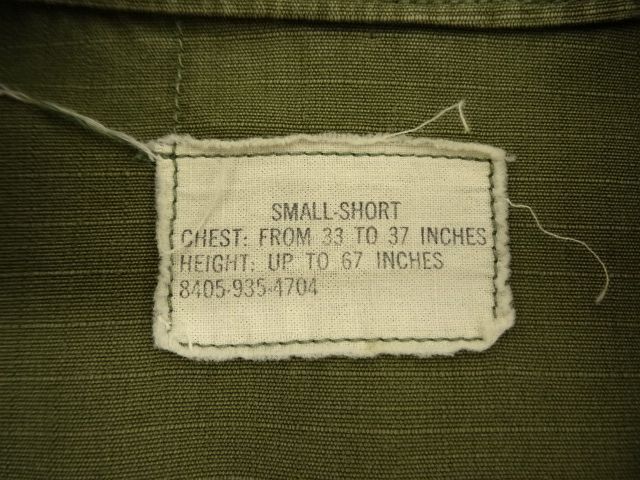 SMALL-SHORT
CHEST: FROM 33 TO 37 INCHES
HEIGHT: UP TO 67 INCHES
8405-935-4704